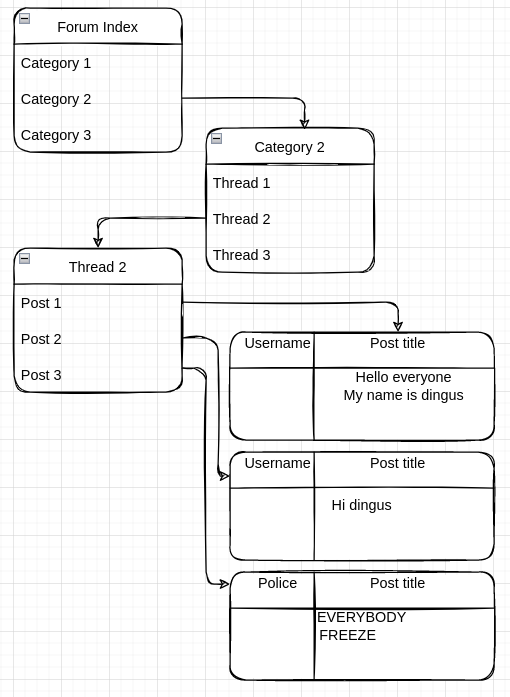 Forum Index
Category 1
Category 2
Category 3
Category 2
Thread 1
Thread 2
Thread 3
Thread 2
Post 1
Post 2
Post 3
Username Post title
Hello everyone
My name is dingus
Username Post title
Hi dingus
Police Post title
EVERYBODY
FREEZE